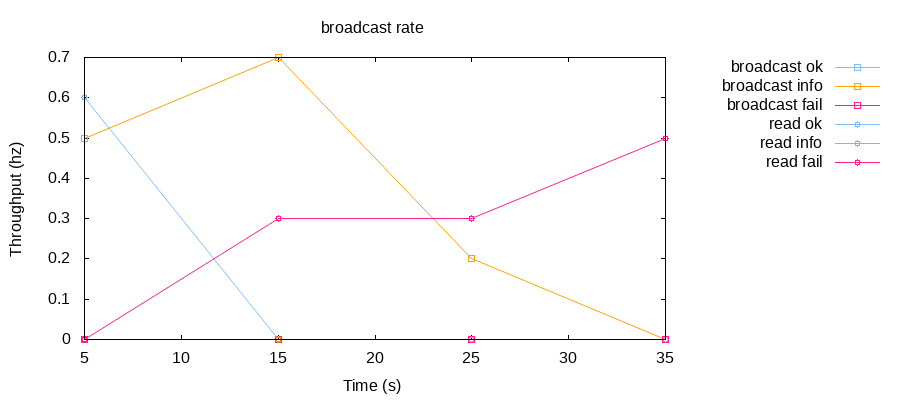 broadcast rate
0.7
0.6
0.5
0.4
0.3
0.2
0.1
0
Throughput (hz)
5 10 15 20 25 30 35
Time (s)
broadcast ok
broadcast info
broadcast fail
read ok
read info
read fail